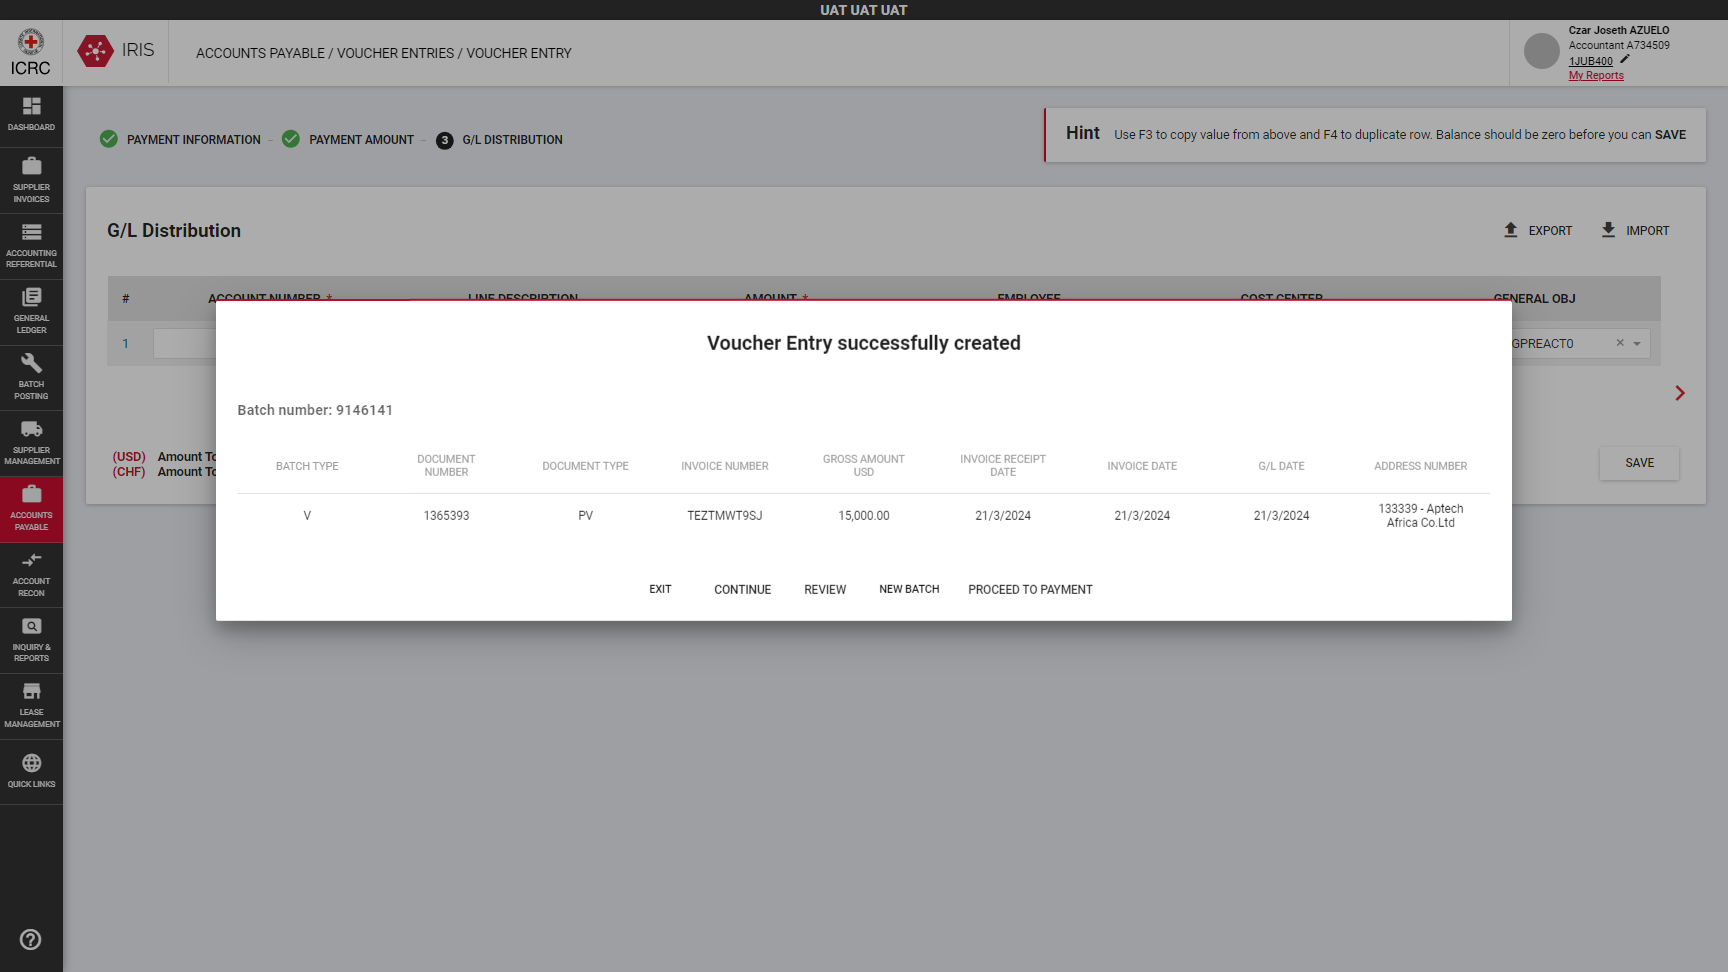 UAT UAT UAT
ICRC
IRIS
ACCOUNTS PAYABLE / VOUCHER ENTRIES / VOUCHER ENTRY
Czar Joseth AZUELO
Accountant A734509
1JUB400
My Reports
DASHBOARD
SUPPLIER
INVOICES
ACCOUNTING
REFERENTIAL
GENERAL
LEDGER
BATCH
POSTING
SUPPLIER
MANAGEMENT
ACCOUNTS
PAYABLE
ACCOUNT
RECON
INQUIRY &
REPORTS
LEASE
MANAGEMENT
QUICK LINKS
PAYMENT INFORMATION
PAYMENT AMOUNT
3 G/L DISTRIBUTION
Hint Use F3 to copy value from above and F4 to duplicate row. Balance should be zero before you can SAVE
G/L Distribution
EXPORT
IMPORT
# ACCOUNT NUMBER * LINE DESCRIPTION AMOUNT * EMPLOYEE COST CENTER GENERAL OBJ
1 GPREACT0
(USD) Amount To
(CHF) Amount To
SAVE
Voucher Entry successfully created
Batch number: 9146141
BATCH TYPE DOCUMENT NUMBER DOCUMENT TYPE INVOICE NUMBER GROSS AMOUNT USD INVOICE RECEIPT DATE INVOICE DATE G/L DATE ADDRESS NUMBER
V 1365393 PV TEZTMWT9SJ 15,000.00 21/3/2024 21/3/2024 21/3/2024 133339 - Aptech Africa Co.Ltd
EXIT CONTINUE REVIEW NEW BATCH PROCEED TO PAYMENT